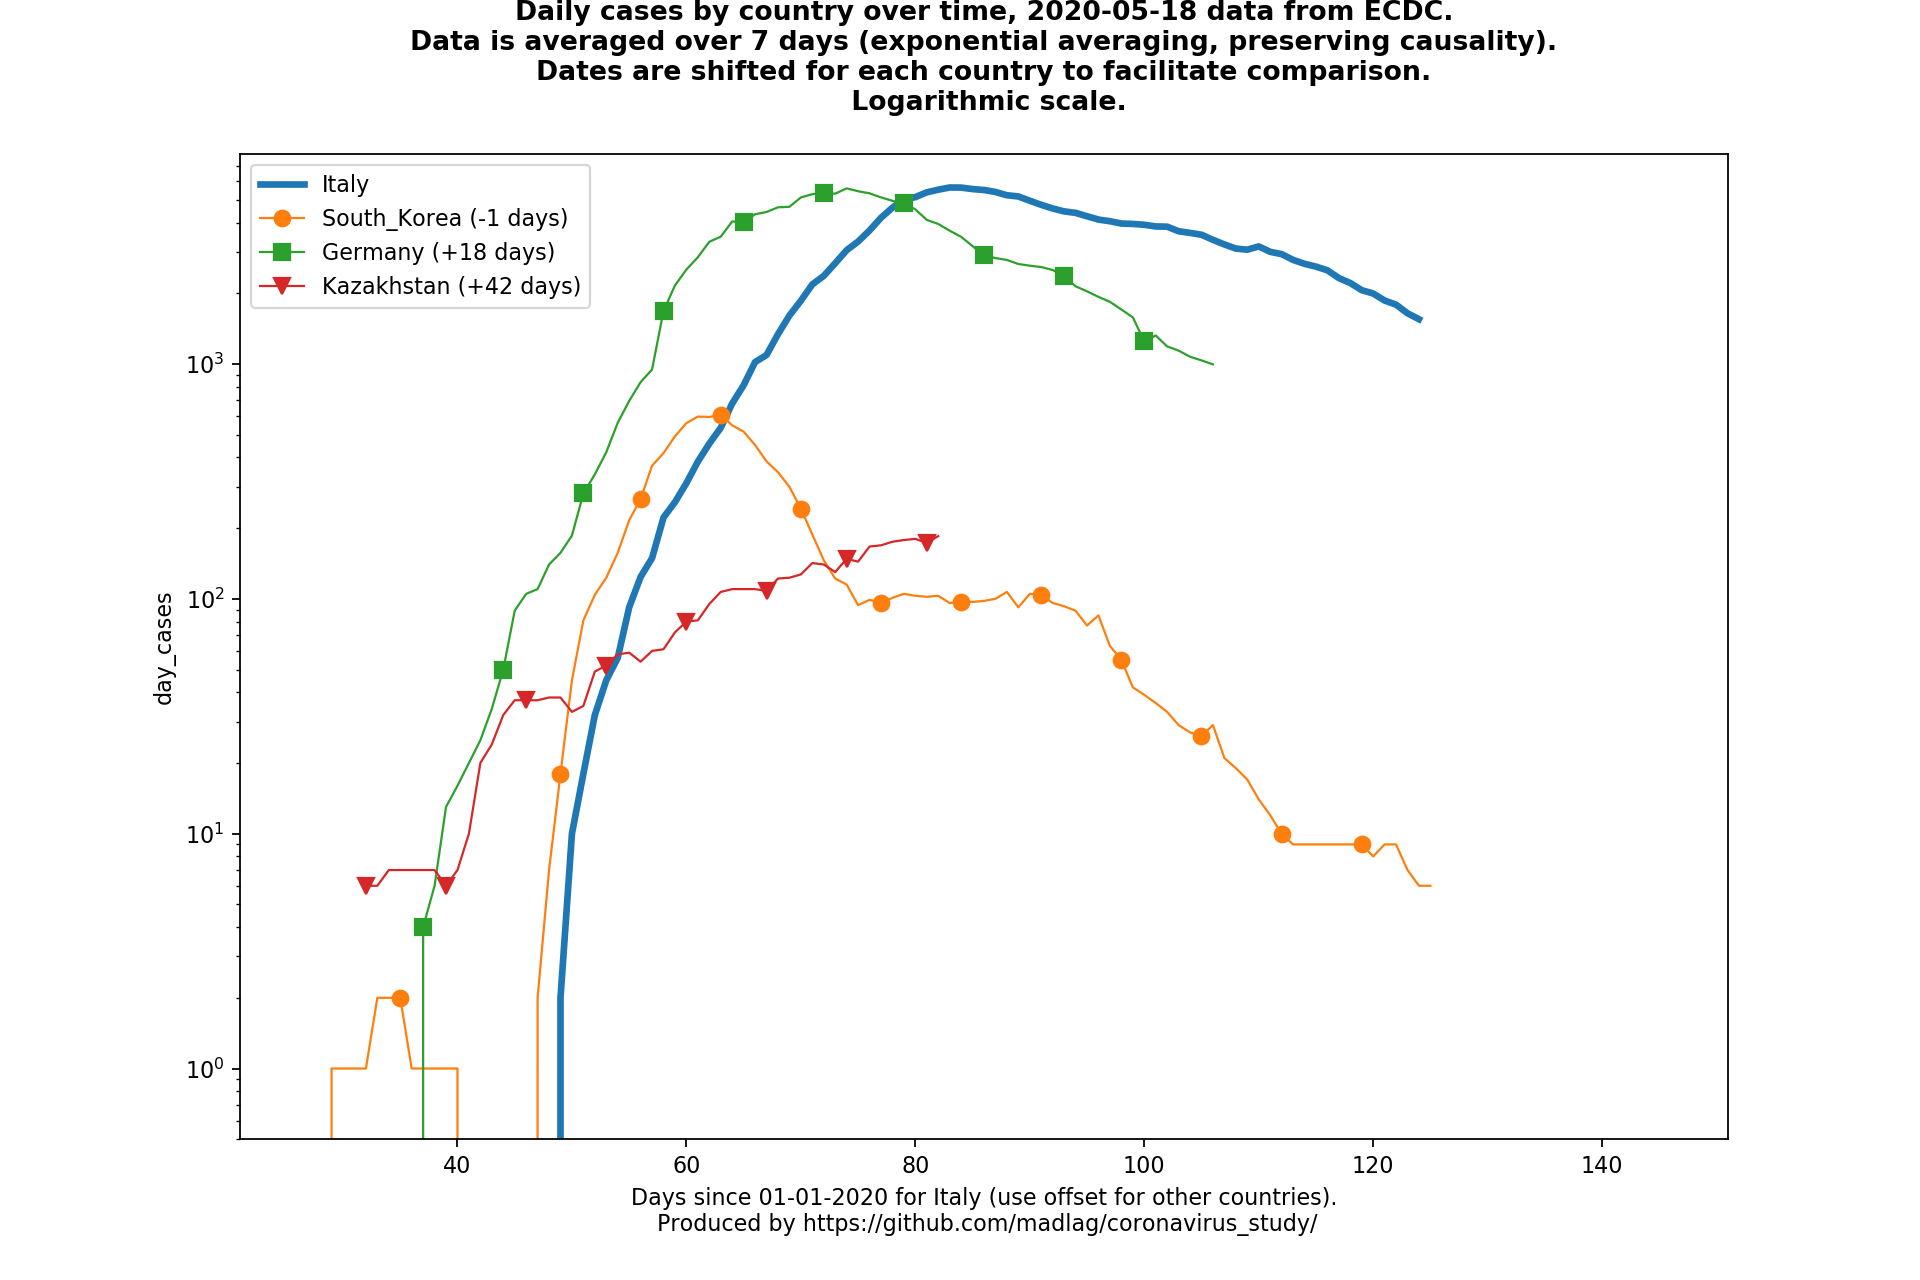 Daily cases by country over time, 2020-05-18 data from ECDC.
Data is averaged over 7 days (exponential averaging, preserving causality).
Dates are shifted for each country to facilitate comparison.
Logarithmic scale.
Italy
South_Korea (-1 days)
Germany (+18 days)
Kazakhstan (+42 days)
10³
10²
10¹
10⁰
day_cases
40 60 80 100 120 140
Days since 01-01-2020 for Italy (use offset for other countries).
Produced by https://github.com/madlag/coronavirus_study/